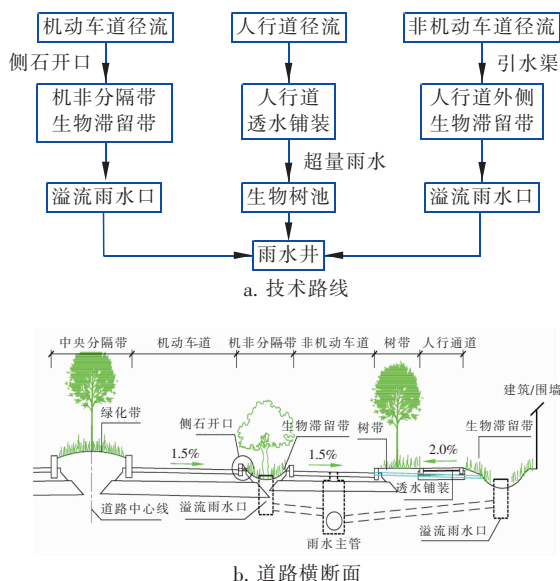 机动车道径流
人行道径流
非机动车道径流
侧石开口
引水渠
机非分隔带
生物滞留带
人行道
透水铺装
人行道外侧
生物滞留带
超量雨水
溢流雨水口
生物树池
溢流雨水口
雨水井
a. 技术路线
中央分隔带
机动车道
机非分隔带
非机动车道
树带
人行通道
建筑/围墙
绿化带
侧石开口
生物滞留带
树带
生物滞留带
1.5%
1.5%
2.0%
透水铺装
道路中心线
溢流雨水口
雨水主管
溢流雨水口
b. 道路横断面